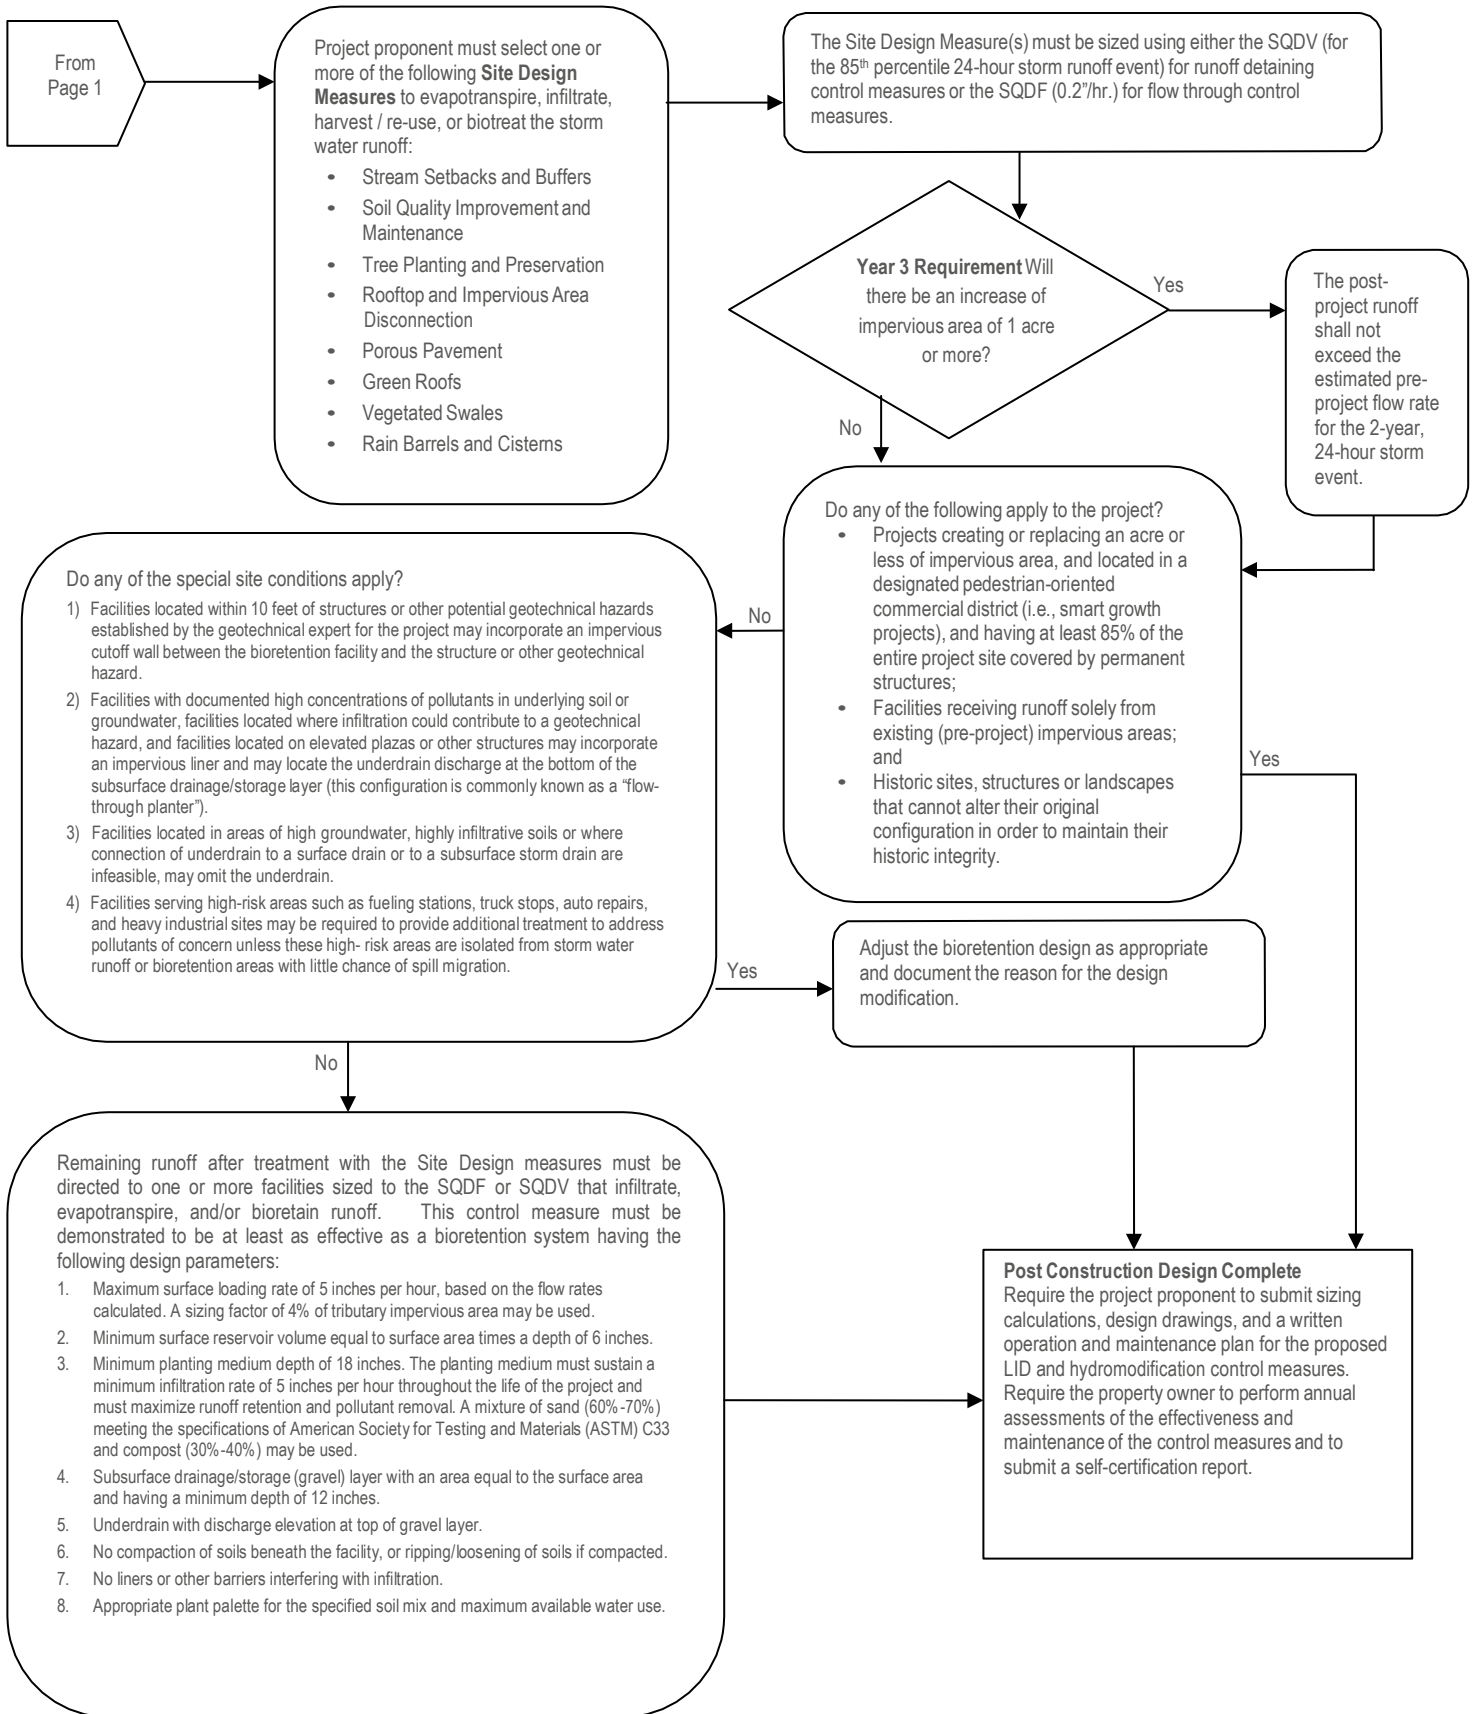 From
Page 1
Project proponent must select one or
more of the following Site Design
Measures to evapotranspire, infiltrate,
harvest / re-use, or biotreat the storm
water runoff:
• Stream Setbacks and Buffers
• Soil Quality Improvement and
Maintenance
• Tree Planting and Preservation
• Rooftop and Impervious Area
Disconnection
• Porous Pavement
• Green Roofs
• Vegetated Swales
• Rain Barrels and Cisterns
The Site Design Measure(s) must be sized using either the SQDV (for
the 85th percentile 24-hour storm runoff event) for runoff detaining
control measures or the SQDF (0.2”/hr.) for flow through control
measures.
Year 3 Requirement Will
there be an increase of
impervious area of 1 acre
or more?
Yes
The post-
project runoff
shall not
exceed the
estimated pre-
project flow rate
for the 2-year,
24-hour storm
event.
No
Do any of the following apply to the project?
• Projects creating or replacing an acre or
less of impervious area, and located in a
designated pedestrian-oriented
commercial district (i.e., smart growth
projects), and having at least 85% of the
entire project site covered by permanent
structures;
• Facilities receiving runoff solely from
existing (pre-project) impervious areas;
and
• Historic sites, structures or landscapes
that cannot alter their original
configuration in order to maintain their
historic integrity.
No
Yes
Do any of the special site conditions apply?
1) Facilities located within 10 feet of structures or other potential geotechnical hazards
established by the geotechnical expert for the project may incorporate an impervious
cutoff wall between the bioretention facility and the structure or other geotechnical
hazard.
2) Facilities with documented high concentrations of pollutants in underlying soil or
groundwater, facilities located where infiltration could contribute to a geotechnical
hazard, and facilities located on elevated plazas or other structures may incorporate
an impervious liner and may locate the underdrain discharge at the bottom of the
subsurface drainage/storage layer (this configuration is commonly known as a “flow-
through planter”).
3) Facilities located in areas of high groundwater, highly infiltrative soils or where
connection of underdrain to a surface drain or to a subsurface storm drain are
infeasible, may omit the underdrain.
4) Facilities serving high-risk areas such as fueling stations, truck stops, auto repairs,
and heavy industrial sites may be required to provide additional treatment to address
pollutants of concern unless these high- risk areas are isolated from storm water
runoff or bioretention areas with little chance of spill migration.
Yes
Adjust the bioretention design as appropriate
and document the reason for the design
modification.
No
Remaining runoff after treatment with the Site Design measures must be
directed to one or more facilities sized to the SQDF or SQDV that infiltrate,
evapotranspire, and/or bioretain runoff. This control measure must be
demonstrated to be at least as effective as a bioretention system having the
following design parameters:
1. Maximum surface loading rate of 5 inches per hour, based on the flow rates
calculated. A sizing factor of 4% of tributary impervious area may be used.
2. Minimum surface reservoir volume equal to surface area times a depth of 6 inches.
3. Minimum planting medium depth of 18 inches. The planting medium must sustain a
minimum infiltration rate of 5 inches per hour throughout the life of the project and
must maximize runoff retention and pollutant removal. A mixture of sand (60%-70%)
meeting the specifications of American Society for Testing and Materials (ASTM) C33
and compost (30%-40%) may be used.
4. Subsurface drainage/storage (gravel) layer with an area equal to the surface area
and having a minimum depth of 12 inches.
5. Underdrain with discharge elevation at top of gravel layer.
6. No compaction of soils beneath the facility, or ripping/loosening of soils if compacted.
7. No liners or other barriers interfering with infiltration.
8. Appropriate plant palette for the specified soil mix and maximum available water use.
Post Construction Design Complete
Require the project proponent to submit sizing
calculations, design drawings, and a written
operation and maintenance plan for the proposed
LID and hydromodification control measures.
Require the property owner to perform annual
assessments of the effectiveness and
maintenance of the control measures and to
submit a self-certification report.